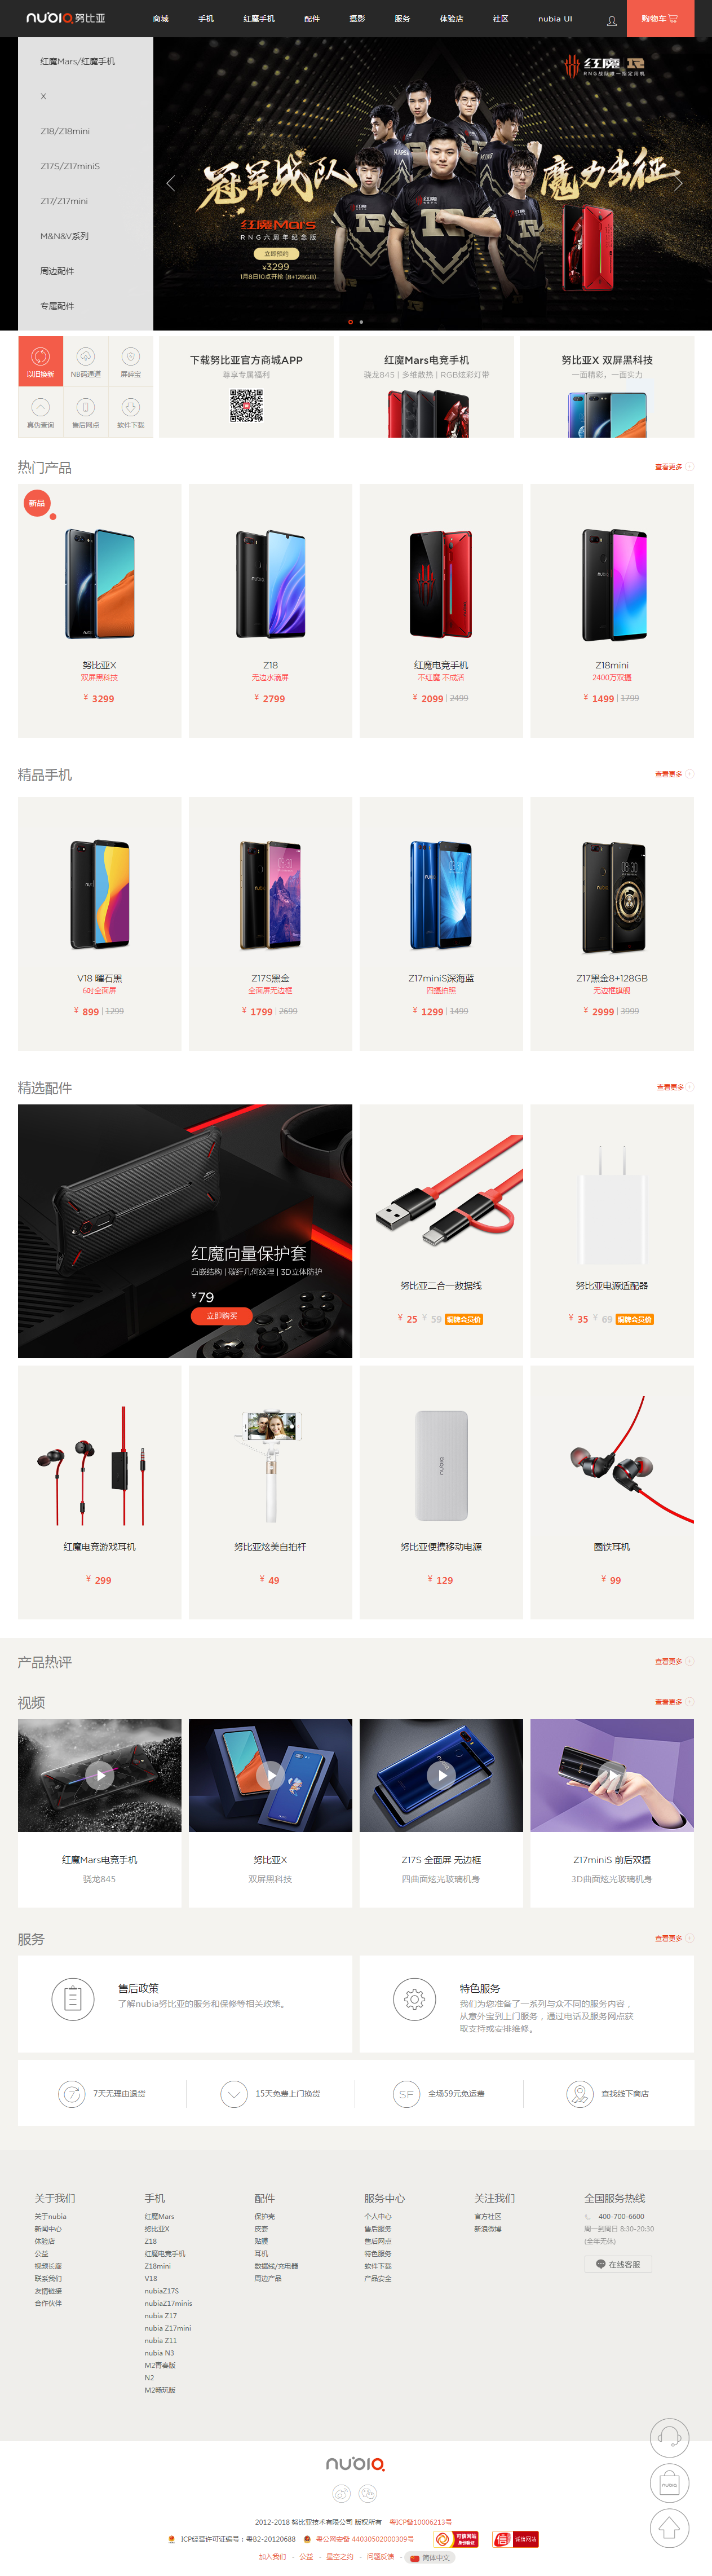 nubia 努比亚
商城 手机 红魔手机 配件 摄影 服务 体验店 社区 nubia UI 购物车
红魔Mars/红魔手机
X
Z18/Z18mini
Z17S/Z17miniS
Z17/Z17mini
M&N&V系列
周边配件
专属配件
红魔 R
RNG战队唯一指定用机
冠军战队 魔力出征
红魔Mars
RNG六周年纪念版
立即预约
¥3299
1月8日10点开抢 (8+128GB)
以旧换新 NB码通道 屏碎宝
真伪查询 售后网点 软件下载
下载努比亚官方商城APP
尊享专属福利
红魔Mars电竞手机
骁龙845 | 多维散热 | RGB炫彩灯带
努比亚X 双屏黑科技
一面精彩，一面实力
热门产品 查看更多
新品
努比亚X
双屏黑科技
¥ 3299
Z18
无边水滴屏
¥ 2799
红魔电竞手机
不红魔 不成活
¥ 2099 | 2499
Z18mini
2400万双摄
¥ 1499 | 1799
精品手机 查看更多
V18 曜石黑
6吋全面屏
¥ 899 | 1299
Z17S黑金
全面屏无边框
¥ 1799 | 2699
Z17miniS深海蓝
四摄拍照
¥ 1299 | 1499
Z17黑金8+128GB
无边框旗舰
¥ 2999 | 3999
精选配件 查看更多
红魔向量保护套
凸嵌结构 | 碳纤几何纹理 | 3D立体防护
¥79
立即购买
努比亚二合一数据线
¥ 25 ¥ 59 铜牌会员价
努比亚电源适配器
¥ 35 ¥ 69 铜牌会员价
红魔电竞游戏耳机
¥ 299
努比亚炫美自拍杆
¥ 49
努比亚便携移动电源
¥ 129
圈铁耳机
¥ 99
产品热评 查看更多
视频 查看更多
红魔Mars电竞手机
骁龙845
努比亚X
双屏黑科技
Z17S 全面屏 无边框
四曲面炫光玻璃机身
Z17miniS 前后双摄
3D曲面炫光玻璃机身
服务 查看更多
售后政策
了解nubia努比亚的服务和保修等相关政策。
特色服务
我们为您准备了一系列与众不同的服务内容，
从意外宝到上门服务，通过电话及服务网点获
取支持或安排维修。
7 7天无理由退货
15天免费上门换货
SF 全场59元免运费
查找线下商店
关于我们
关于nubia
新闻中心
体验店
公益
视频长廊
联系我们
友情链接
合作伙伴
手机
红魔Mars
努比亚X
Z18
红魔电竞手机
Z18mini
V18
nubiaZ17S
nubiaZ17minis
nubia Z17
nubia Z17mini
nubia Z11
nubia N3
M2青春版
N2
M2畅玩版
配件
保护壳
皮套
贴膜
耳机
数据线/充电器
周边产品
服务中心
个人中心
售后服务
售后网点
特色服务
软件下载
产品安全
关注我们
官方社区
新浪微博
全国服务热线
400-700-6600
周一到周日 8:30-20:30
(全年无休)
在线客服
nubia
2012-2018 努比亚技术有限公司 版权所有 粤ICP备10006213号
ICP经营许可证编号：粤B2-20120688 粤公网安备 44030502000309号 可信网站 身份验证 信 诚信网站
加入我们 - 公益 - 星空之约 - 问题反馈 - 简体中文